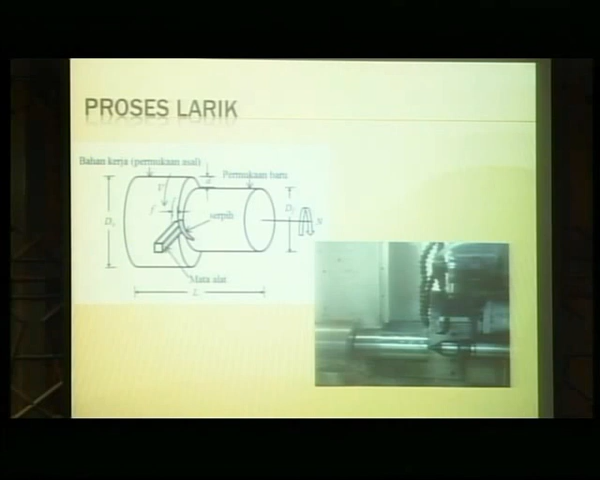 PROSES LARIK
Bahan kerja (permukaan asal)
Permukaan baru
V
d
f
serpih
N
Mata alat
L